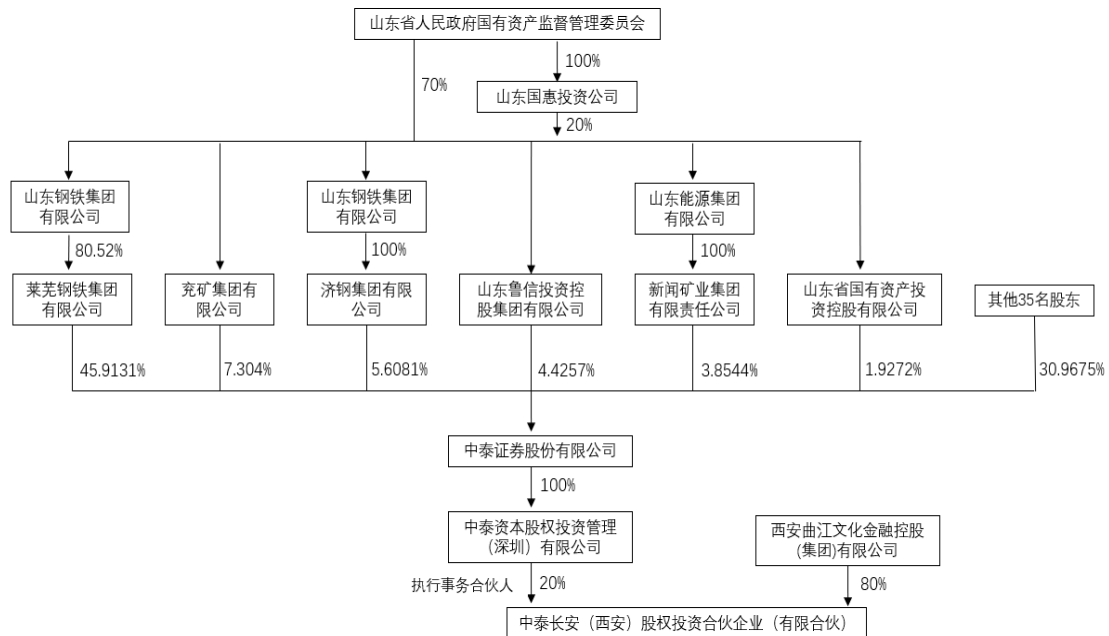 山东省人民政府国有资产监督管理委员会
100%
70%
山东国惠投资公司
20%
山东钢铁集团
有限公司
山东钢铁集团
有限公司
山东能源集团
有限公司
80.52%
100%
100%
莱芜钢铁集团
有限公司
兖矿集团有
限公司
济钢集团有限
公司
山东鲁信投资控
股集团有限公司
新闻矿业集团
有限责任公司
山东省国有资产投
资控股有限公司
其他35名股东
45.9131%
7.304%
5.6081%
4.4257%
3.8544%
1.9272%
30.9675%
中泰证券股份有限公司
100%
中泰资本股权投资管理
（深圳）有限公司
西安曲江文化金融控股
(集团)有限公司
执行事务合伙人
20%
80%
中泰长安（西安）股权投资合伙企业（有限合伙）